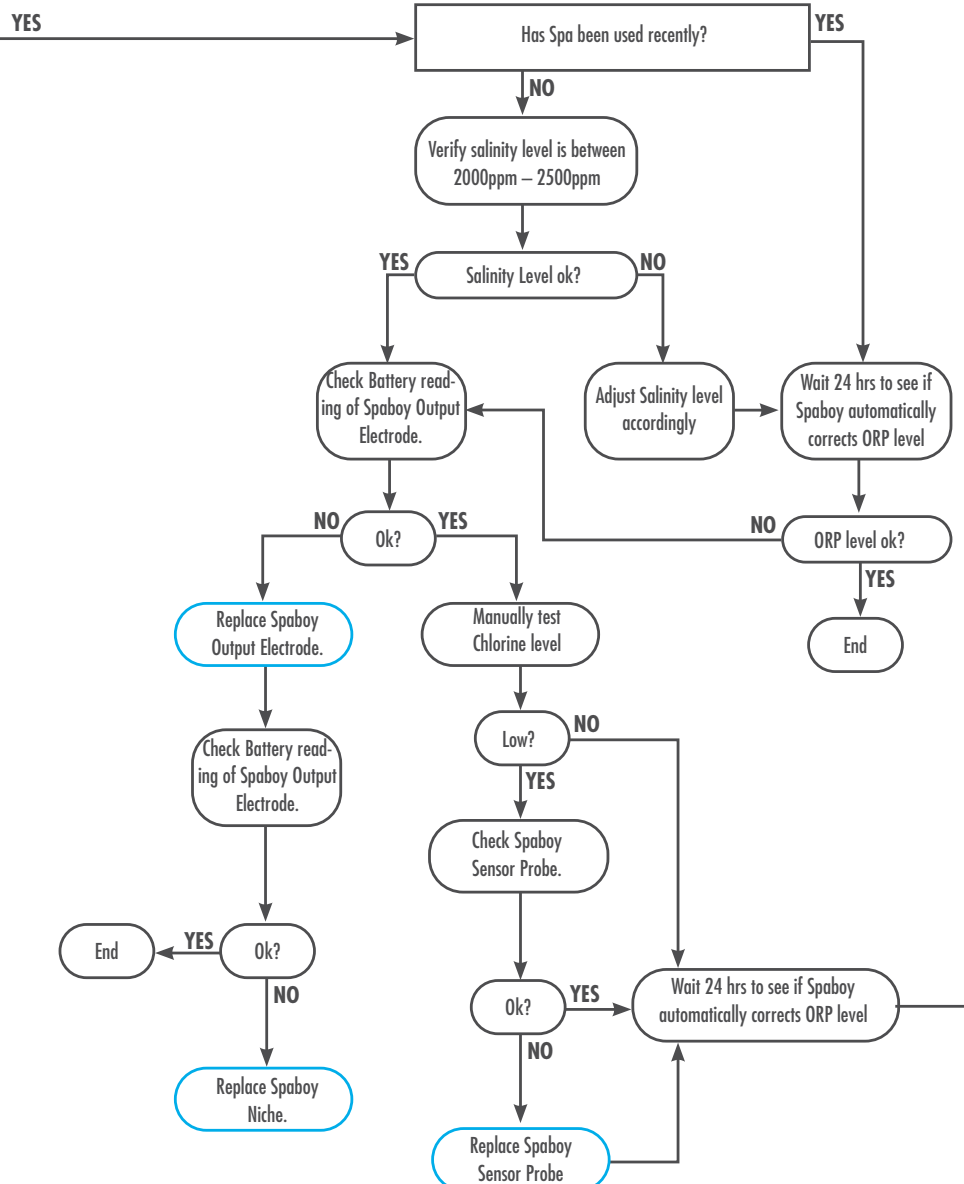 YES
Has Spa been used recently?
YES
NO
Verify salinity level is between
2000ppm – 2500ppm
YES
Salinity Level ok?
NO
Check Battery read-
ing of Spaboy Output
Electrode.
Adjust Salinity level
accordingly
Wait 24 hrs to see if
Spaboy automatically
corrects ORP level
NO
Ok?
YES
NO
ORP level ok?
YES
End
Replace Spaboy
Output Electrode.
Manually test
Chlorine level
Low?
NO
YES
Check Battery read-
ing of Spaboy Output
Electrode.
Check Spaboy
Sensor Probe.
End
YES
Ok?
NO
Ok?
YES
NO
Wait 24 hrs to see if Spaboy
automatically corrects ORP level
Replace Spaboy
Niche.
Replace Spaboy
Sensor Probe